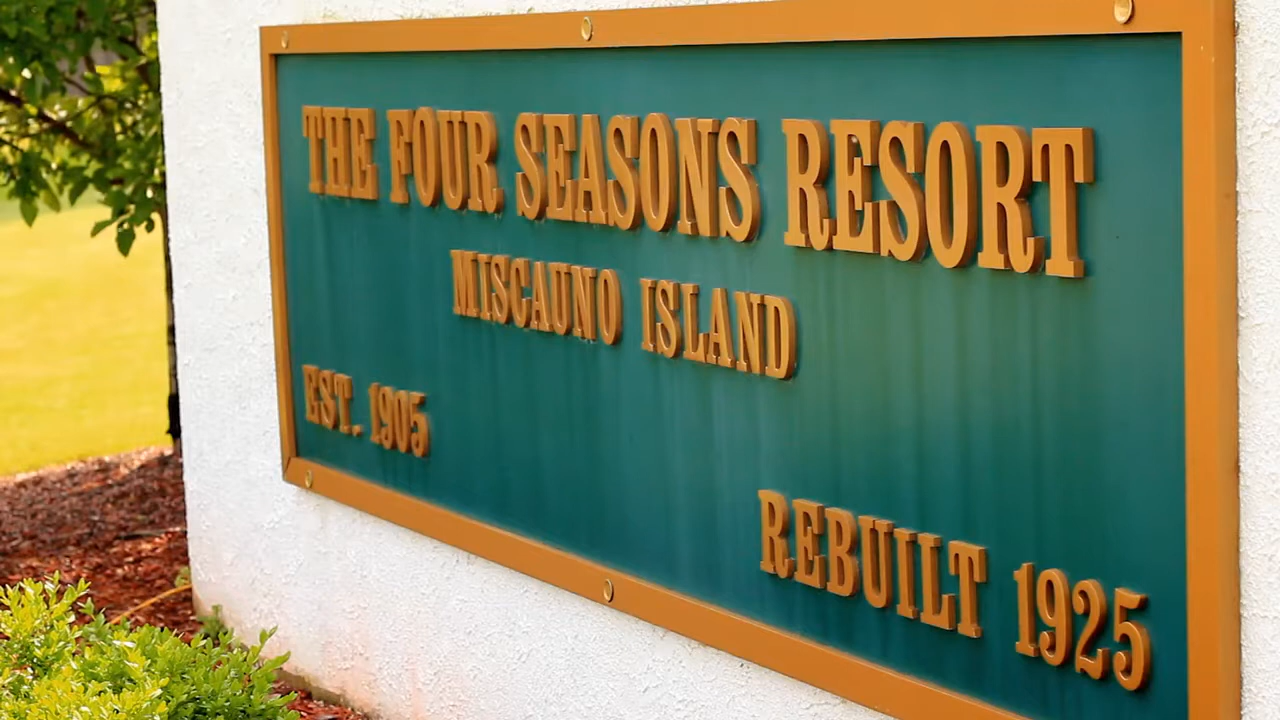 THE FOUR SEASONS RESORT
MISCAUNO ISLAND
EST. 1905
REBUILT 1925